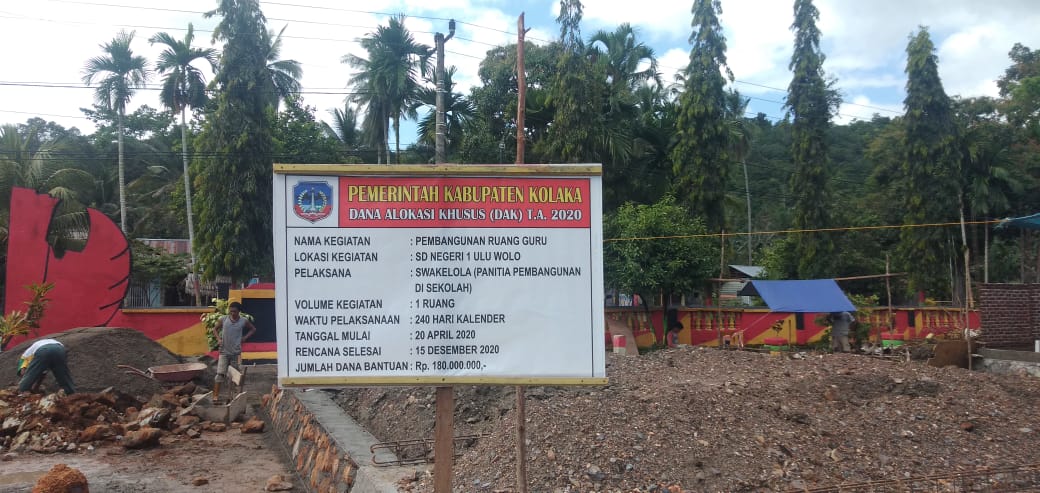 PEMERINTAH KABUPATEN KOLAKA
DANA ALOKASI KHUSUS (DAK) T.A. 2020
NAMA KEGIATAN : PEMBANGUNAN RUANG GURU
LOKASI KEGIATAN : SD NEGERI 1 ULU WOLO
PELAKSANA : SWAKELOLA (PANITIA PEMBANGUNAN
DI SEKOLAH)
VOLUME KEGIATAN : 1 RUANG
WAKTU PELAKSANAAN : 240 HARI KALENDER
TANGGAL MULAI : 20 APRIL 2020
RENCANA SELESAI : 15 DESEMBER 2020
JUMLAH DANA BANTUAN : Rp. 180.000.000,-